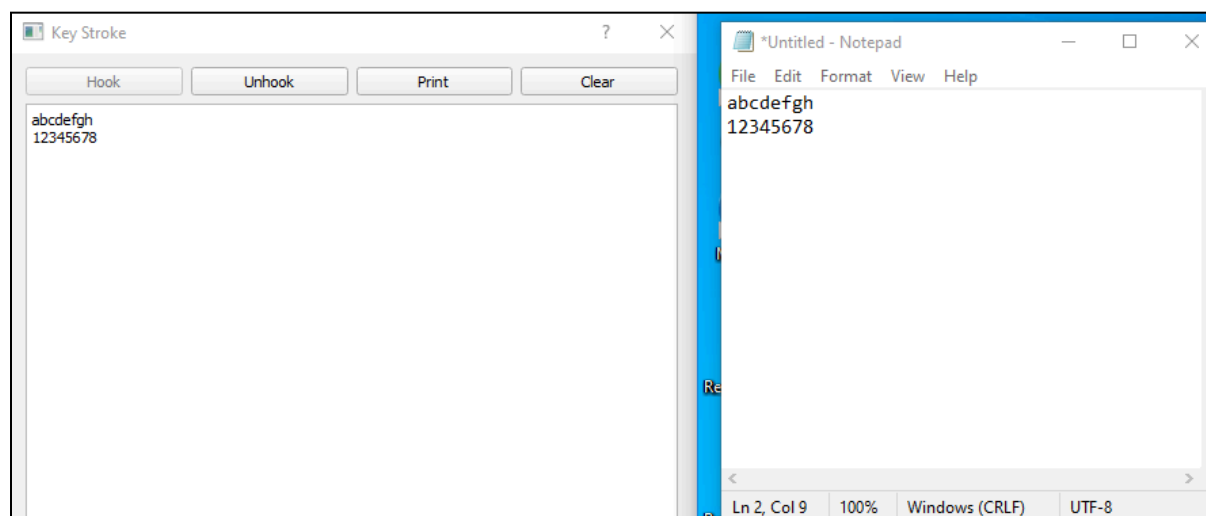 Key Stroke
?
Hook Unhook Print Clear
abcdefgh
12345678
*Untitled - Notepad
File Edit Format View Help
abcdefgh
12345678
Ln 2, Col 9 100% Windows (CRLF) UTF-8
Re